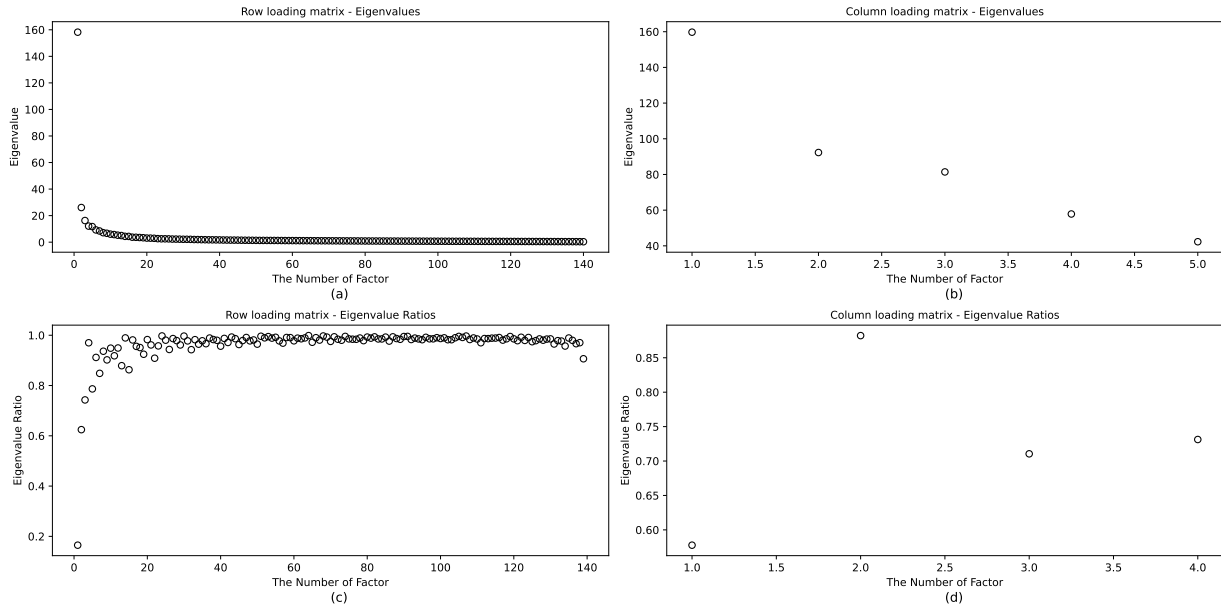 Row loading matrix - Eigenvalues
Eigenvalue
160
140
120
100
80
60
40
20
0
0 20 40 60 80 100 120 140
The Number of Factor
(a)
Column loading matrix - Eigenvalues
Eigenvalue
160
140
120
100
80
60
40
1.0 1.5 2.0 2.5 3.0 3.5 4.0 4.5 5.0
The Number of Factor
(b)
Row loading matrix - Eigenvalue Ratios
Eigenvalue Ratio
1.0
0.8
0.6
0.4
0.2
0 20 40 60 80 100 120 140
The Number of Factor
(c)
Column loading matrix - Eigenvalue Ratios
Eigenvalue Ratio
0.85
0.80
0.75
0.70
0.65
0.60
1.0 1.5 2.0 2.5 3.0 3.5 4.0
The Number of Factor
(d)